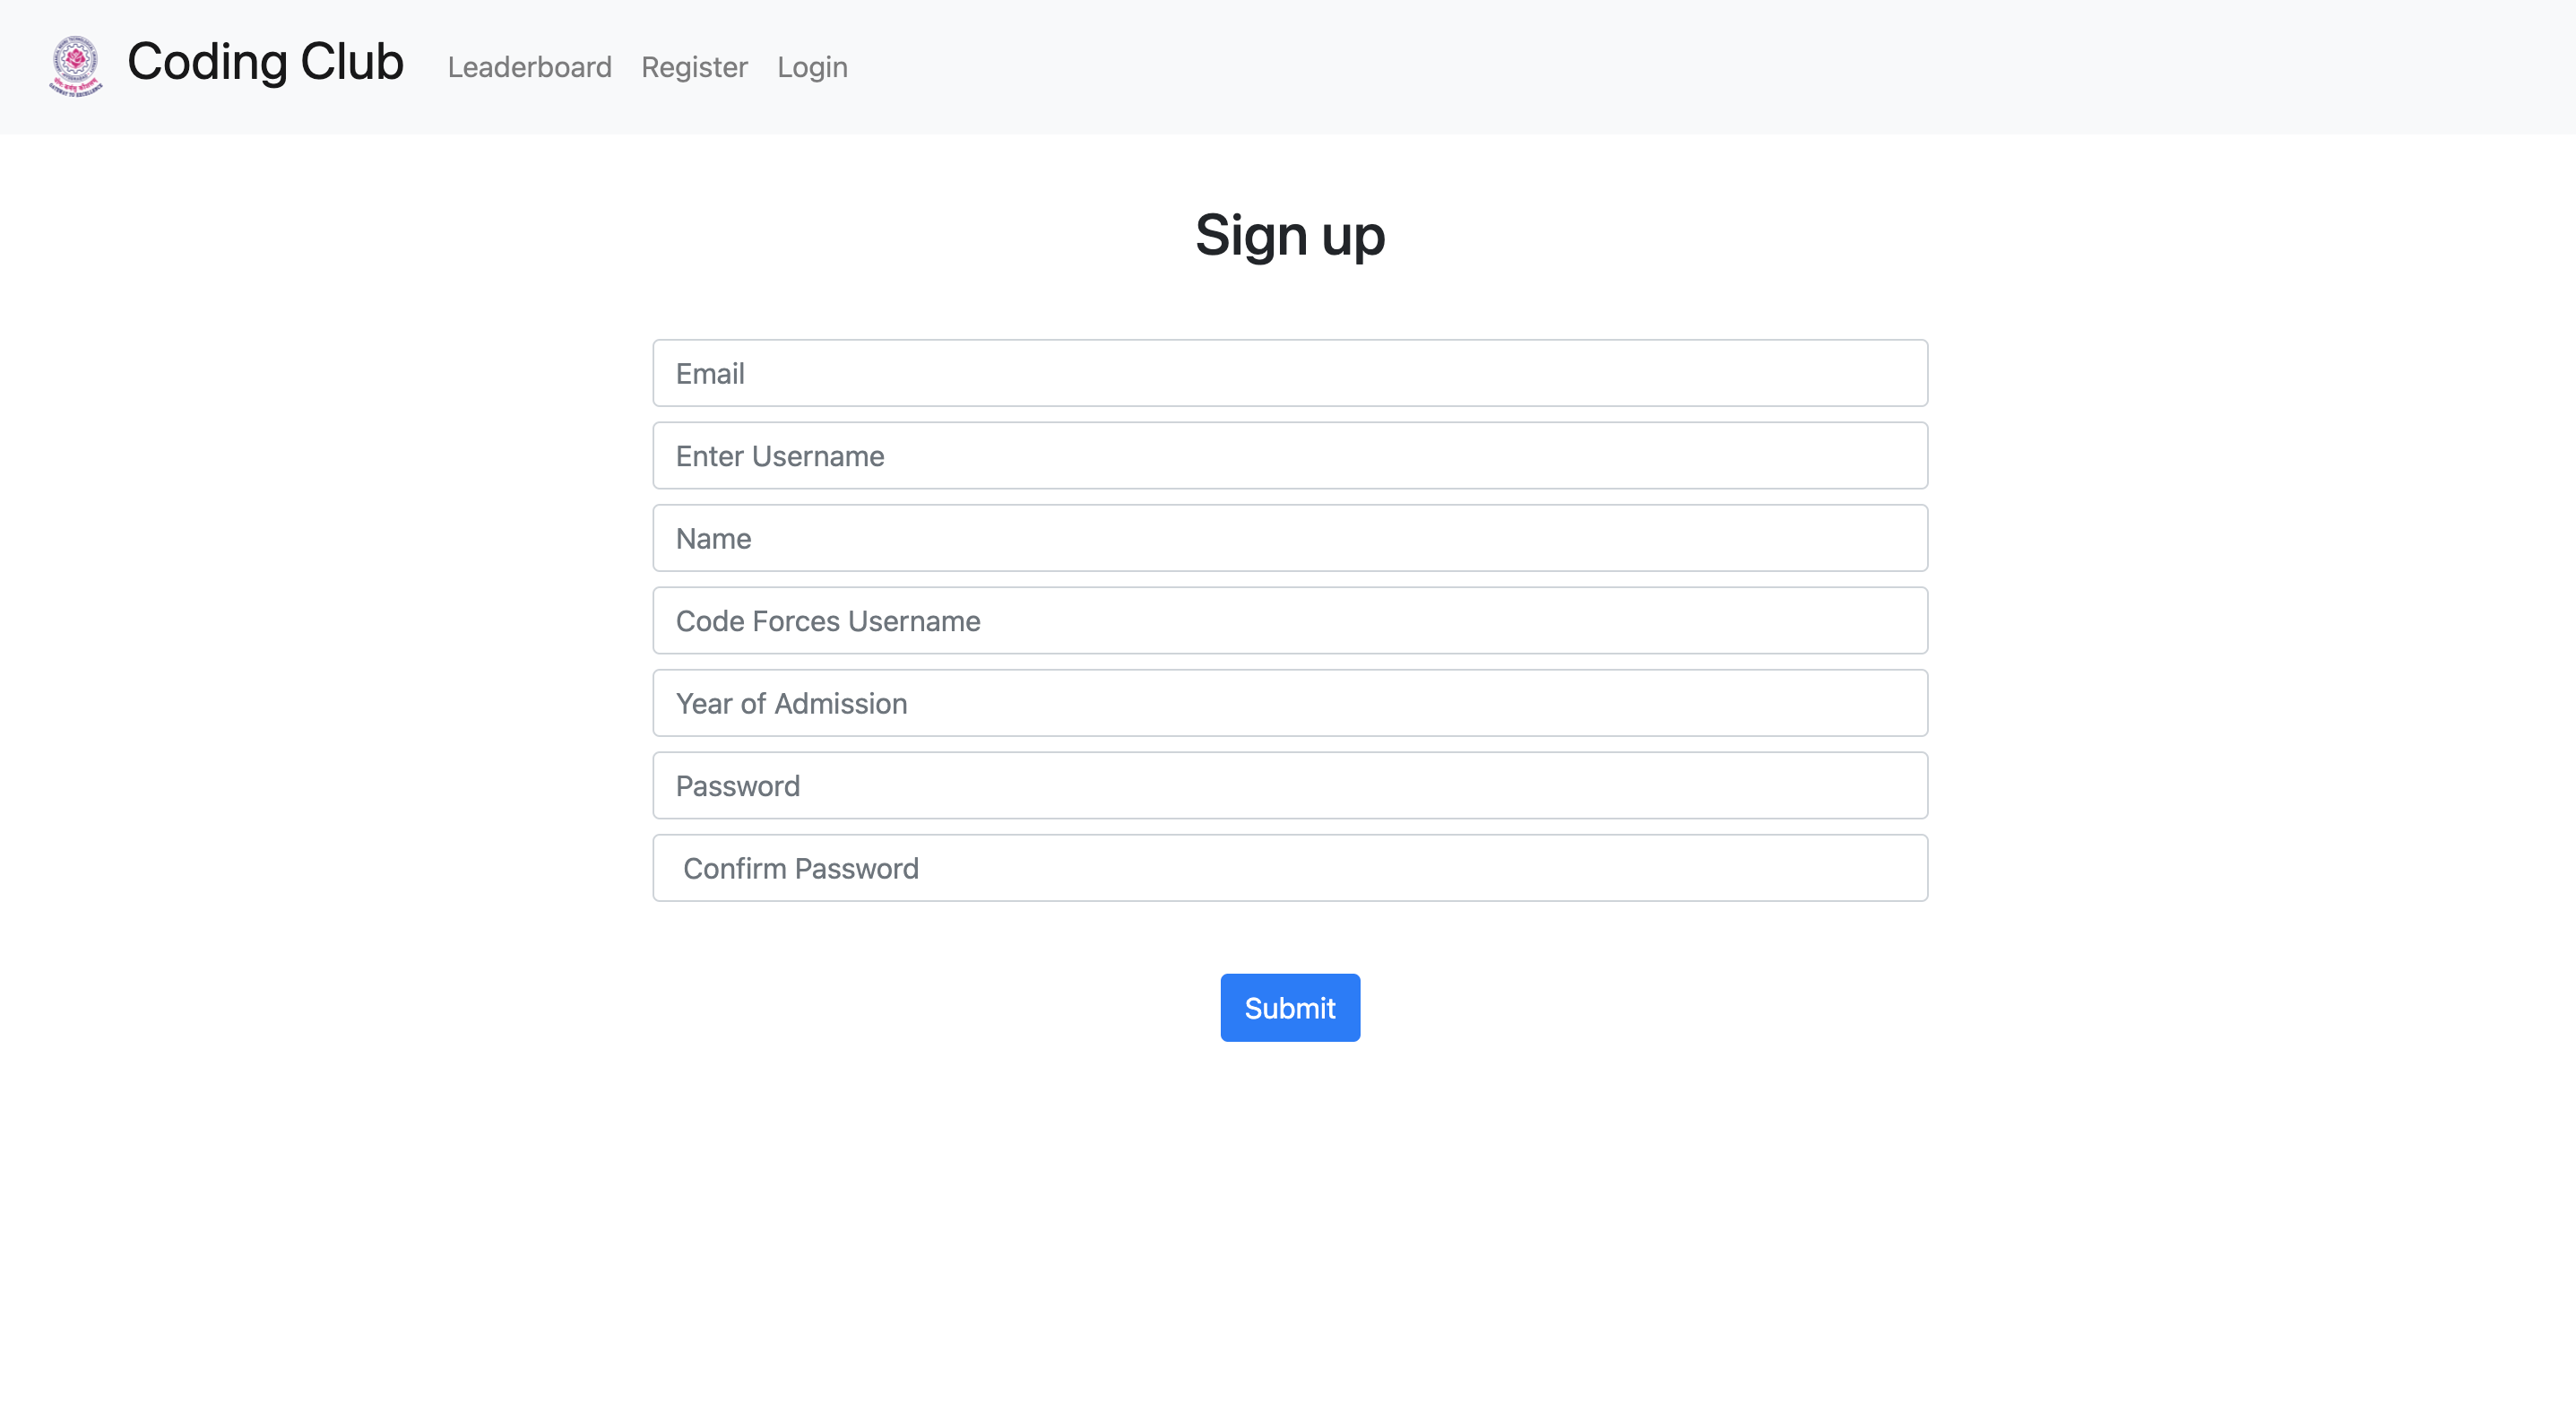 Coding Club
Leaderboard
Register
Login
Sign up
Email
Enter Username
Name
Code Forces Username
Year of Admission
Password
Confirm Password
Submit